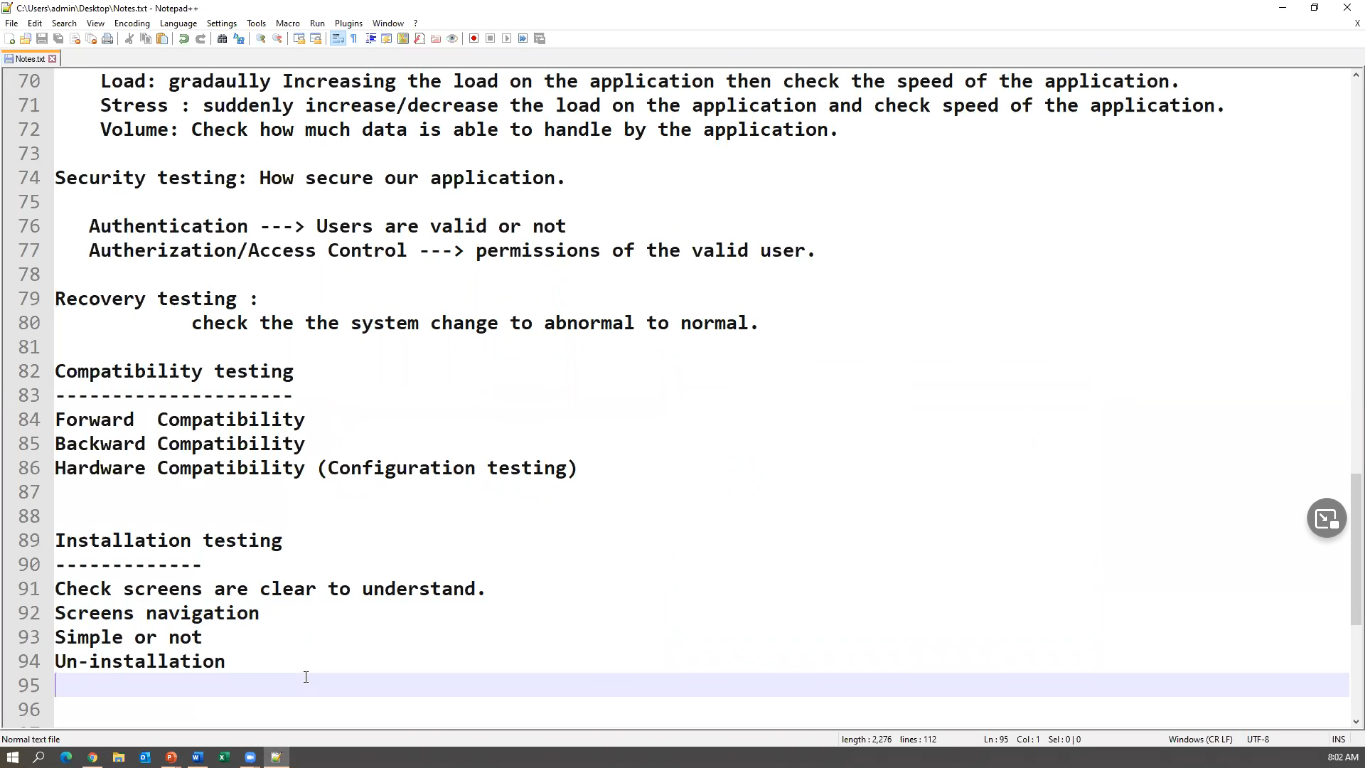 C:\Users\admin\Desktop\Notes.txt - Notepad++
File Edit Search View Encoding Language Settings Tools Macro Run Plugins Window ?
X
Notes.txt
70 Load: gradaully Increasing the load on the application then check the speed of the application.
71 Stress : suddenly increase/decrease the load on the application and check speed of the application.
72 Volume: Check how much data is able to handle by the application.
73
74 Security testing: How secure our application.
75
76 Authentication ---> Users are valid or not
77 Autherization/Access Control ---> permissions of the valid user.
78
79 Recovery testing :
80 check the the system change to abnormal to normal.
81
82 Compatibility testing
83 ---------------------
84 Forward  Compatibility
85 Backward Compatibility
86 Hardware Compatibility (Configuration testing)
87
88
89 Installation testing
90 -------------
91 Check screens are clear to understand.
92 Screens navigation
93 Simple or not
94 Un-installation
95
96
Normal text file length : 2,276 lines : 112 Ln : 95 Col : 1 Sel : 0 | 0 Windows (CR LF) UTF-8 INS
8:02 AM